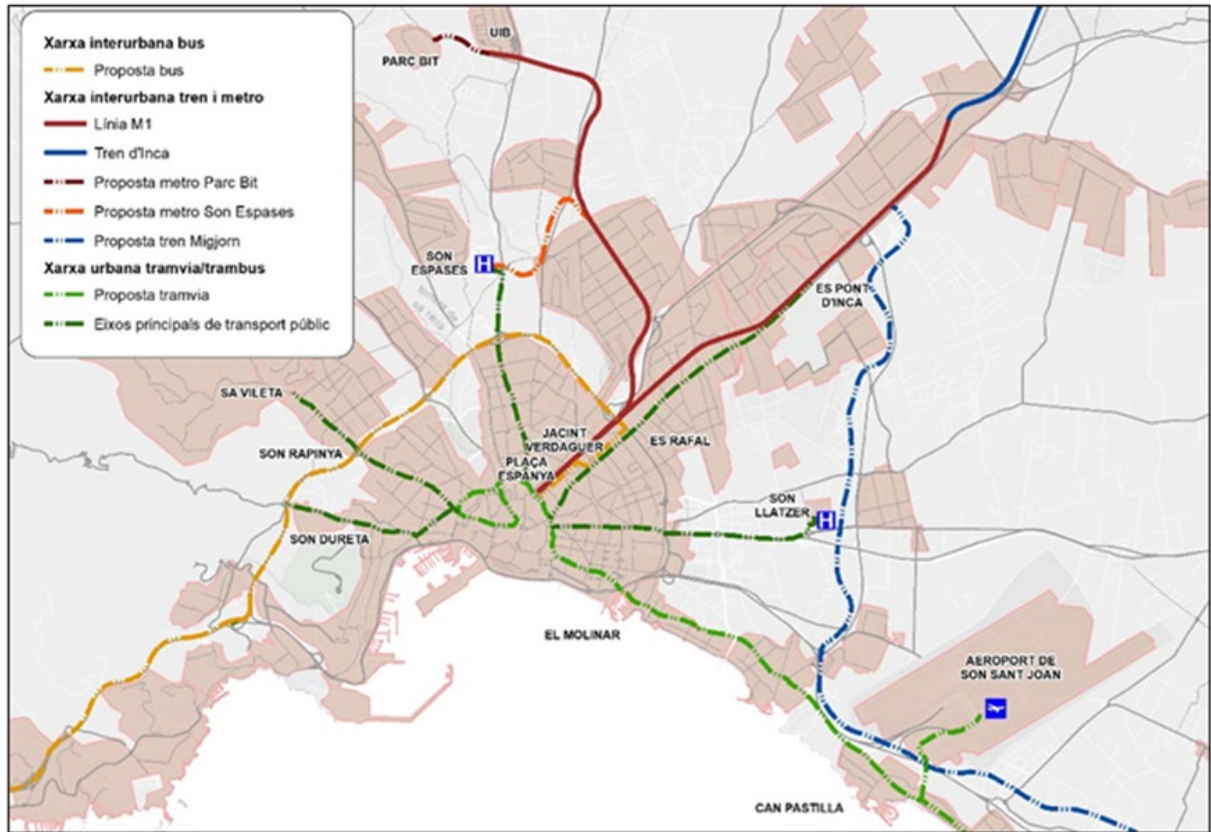 Xarxa interurbana bus
Proposta bus
Xarxa interurbana tren i metro
Línia M1
Tren d'Inca
Proposta metro Parc Bit
Proposta metro Son Espases
Proposta tren Migjorn
Xarxa urbana tramvia/trambus
Proposta tramvia
Eixos principals de transport públic
UIB
PARC BIT
SON
ESPASES
H
ES PONT
D'INCA
SA VILETA
SON RAPINYA
JACINT
VERDAGUER
PLAÇA
ESPANYA
ES RAFAL
SON
LLATZER
H
SON DURETA
EL MOLINAR
AEROPORT DE
SON SANT JOAN
CAN PASTILLA